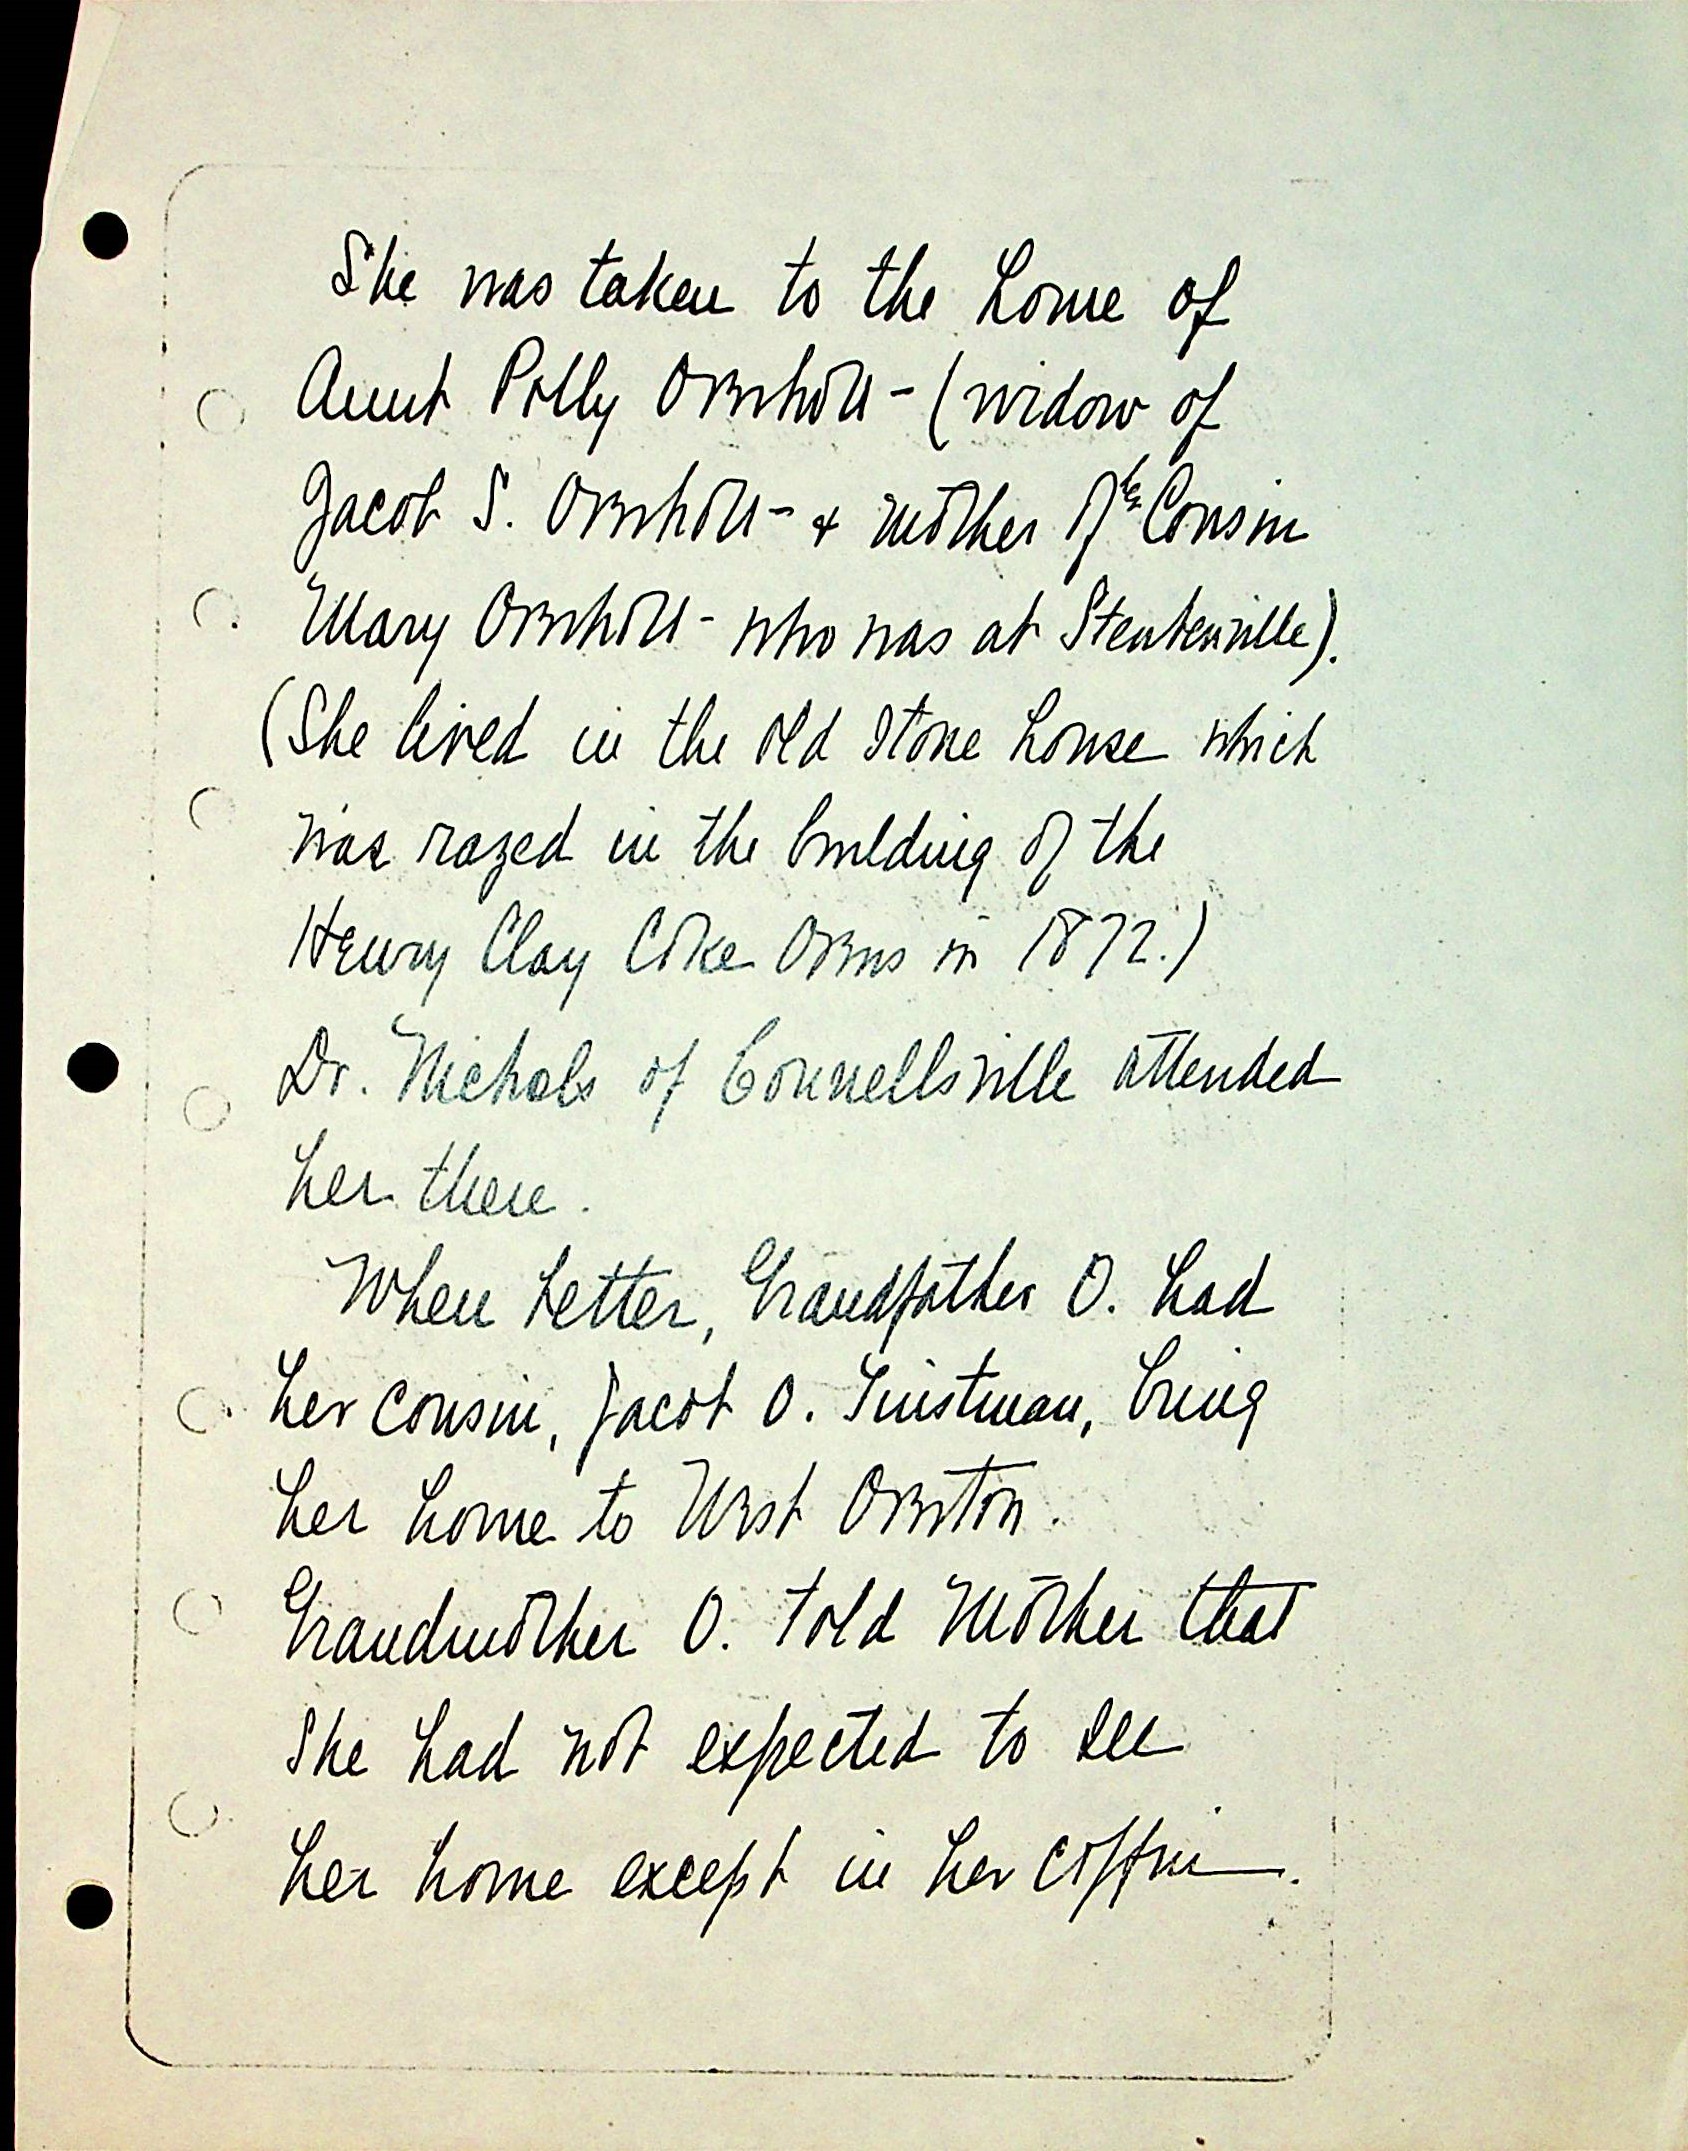 She was taken to the home of
Aunt Polly Overholt - (widow of
Jacob S. Overholt - & mother of Cousin
Mary Overholt - who was at Steubenville).
(She lived in the old stone house which
was razed in the building of the
Henry Clay Coke Ovens in 1872.)
Dr. Nichols of Connellsville attended
her there.
When better, Grandfather O. had
her cousin, Jacob O. Tinstman, bring
her home to West Overton.
Grandmother O. told Mother that
she had not expected to see
her home except in her coffin.